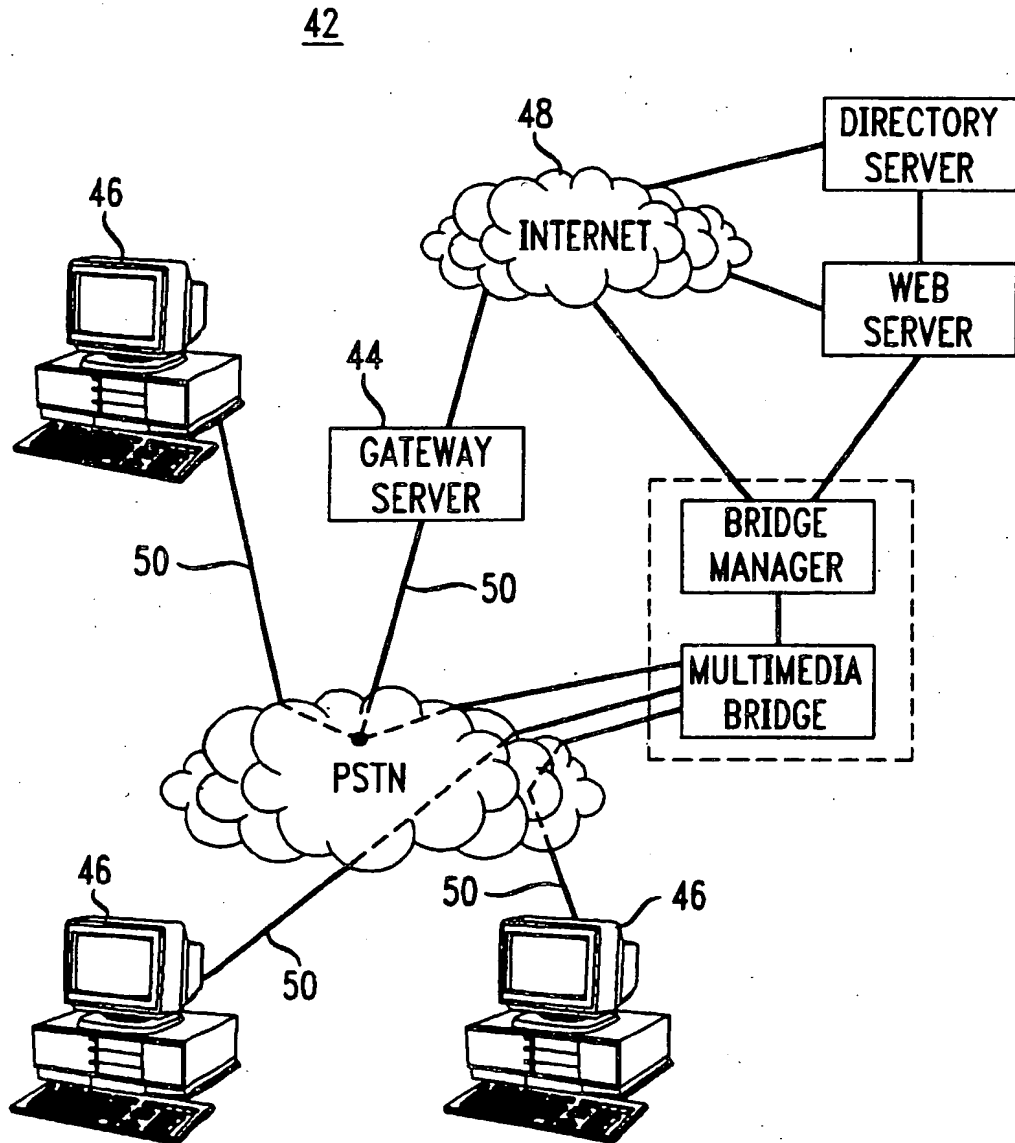 42
48
DIRECTORY
SERVER
46
INTERNET
WEB
SERVER
44
GATEWAY
SERVER
BRIDGE
MANAGER
50
50
MULTIMEDIA
BRIDGE
PSTN
46
50
46
50